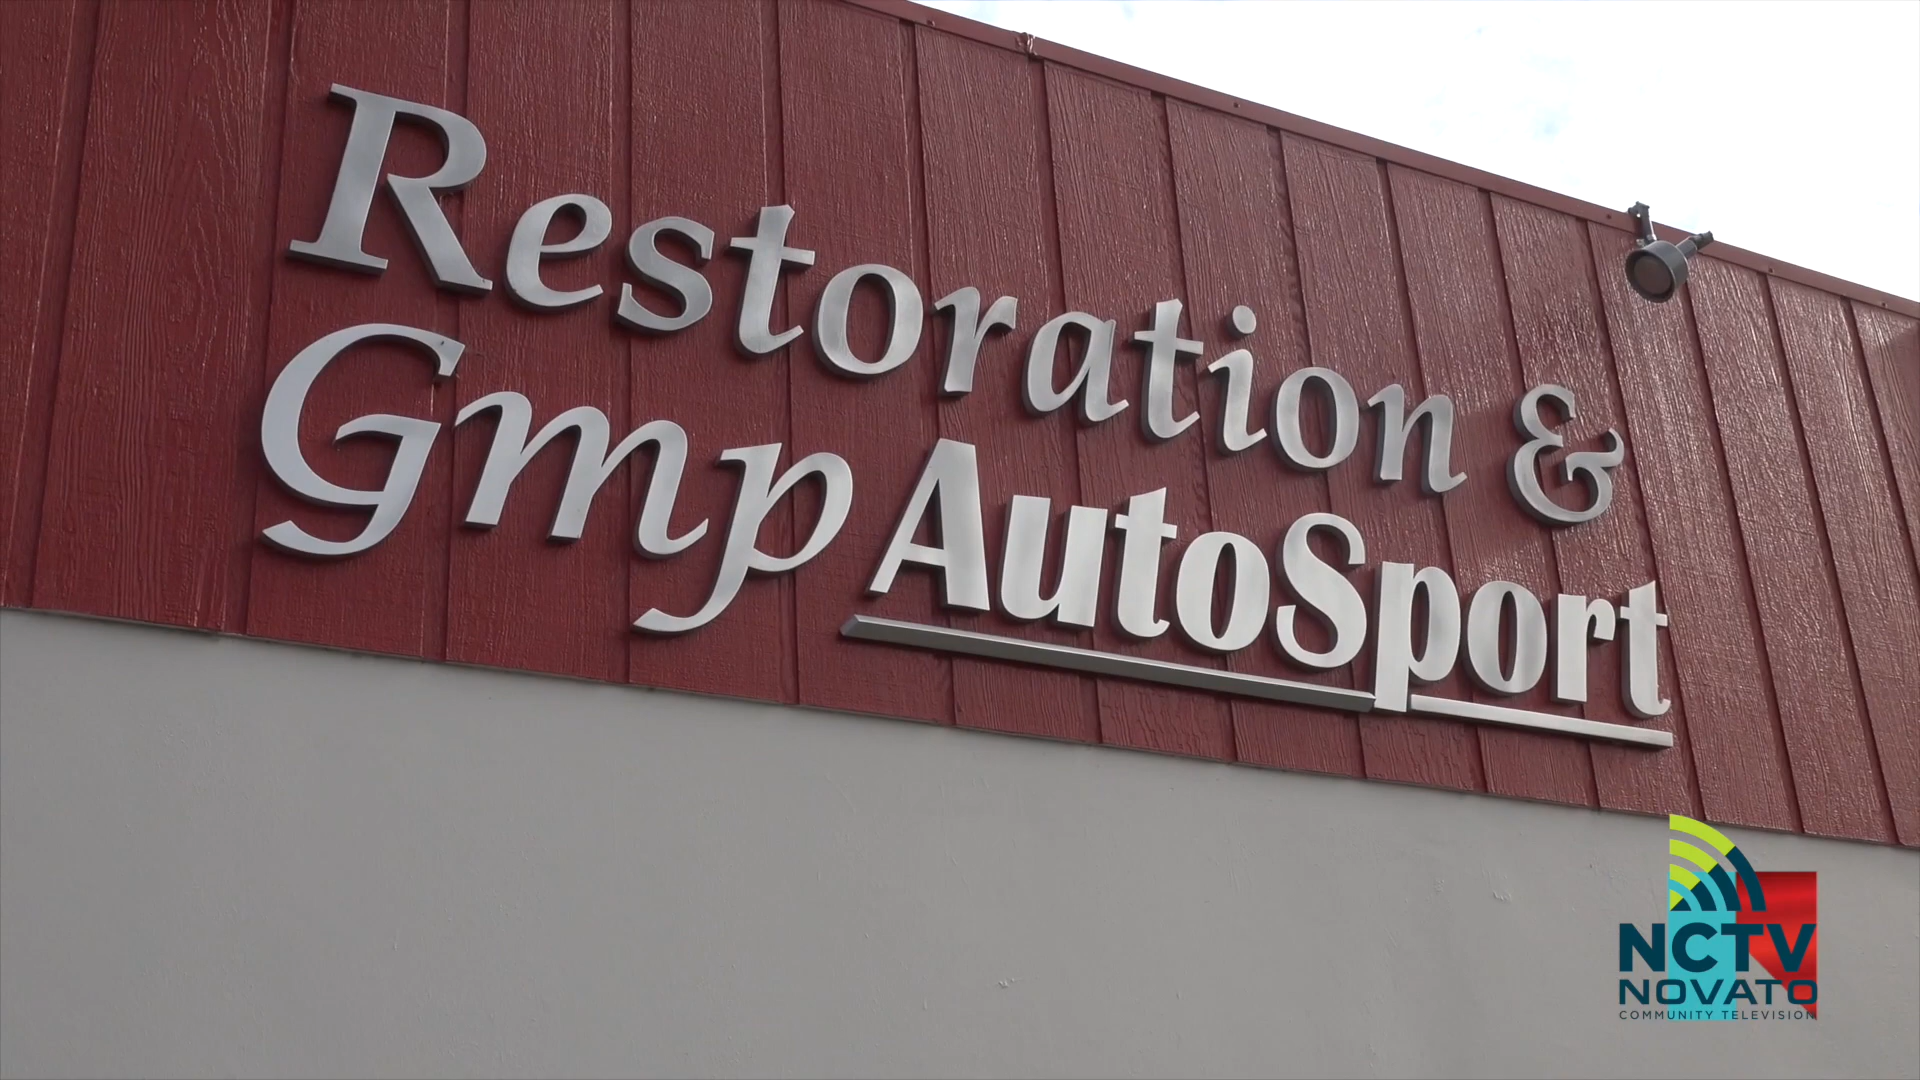 Restoration &
Gmp AutoSport
NCTV
NOVATO
COMMUNITY TELEVISION